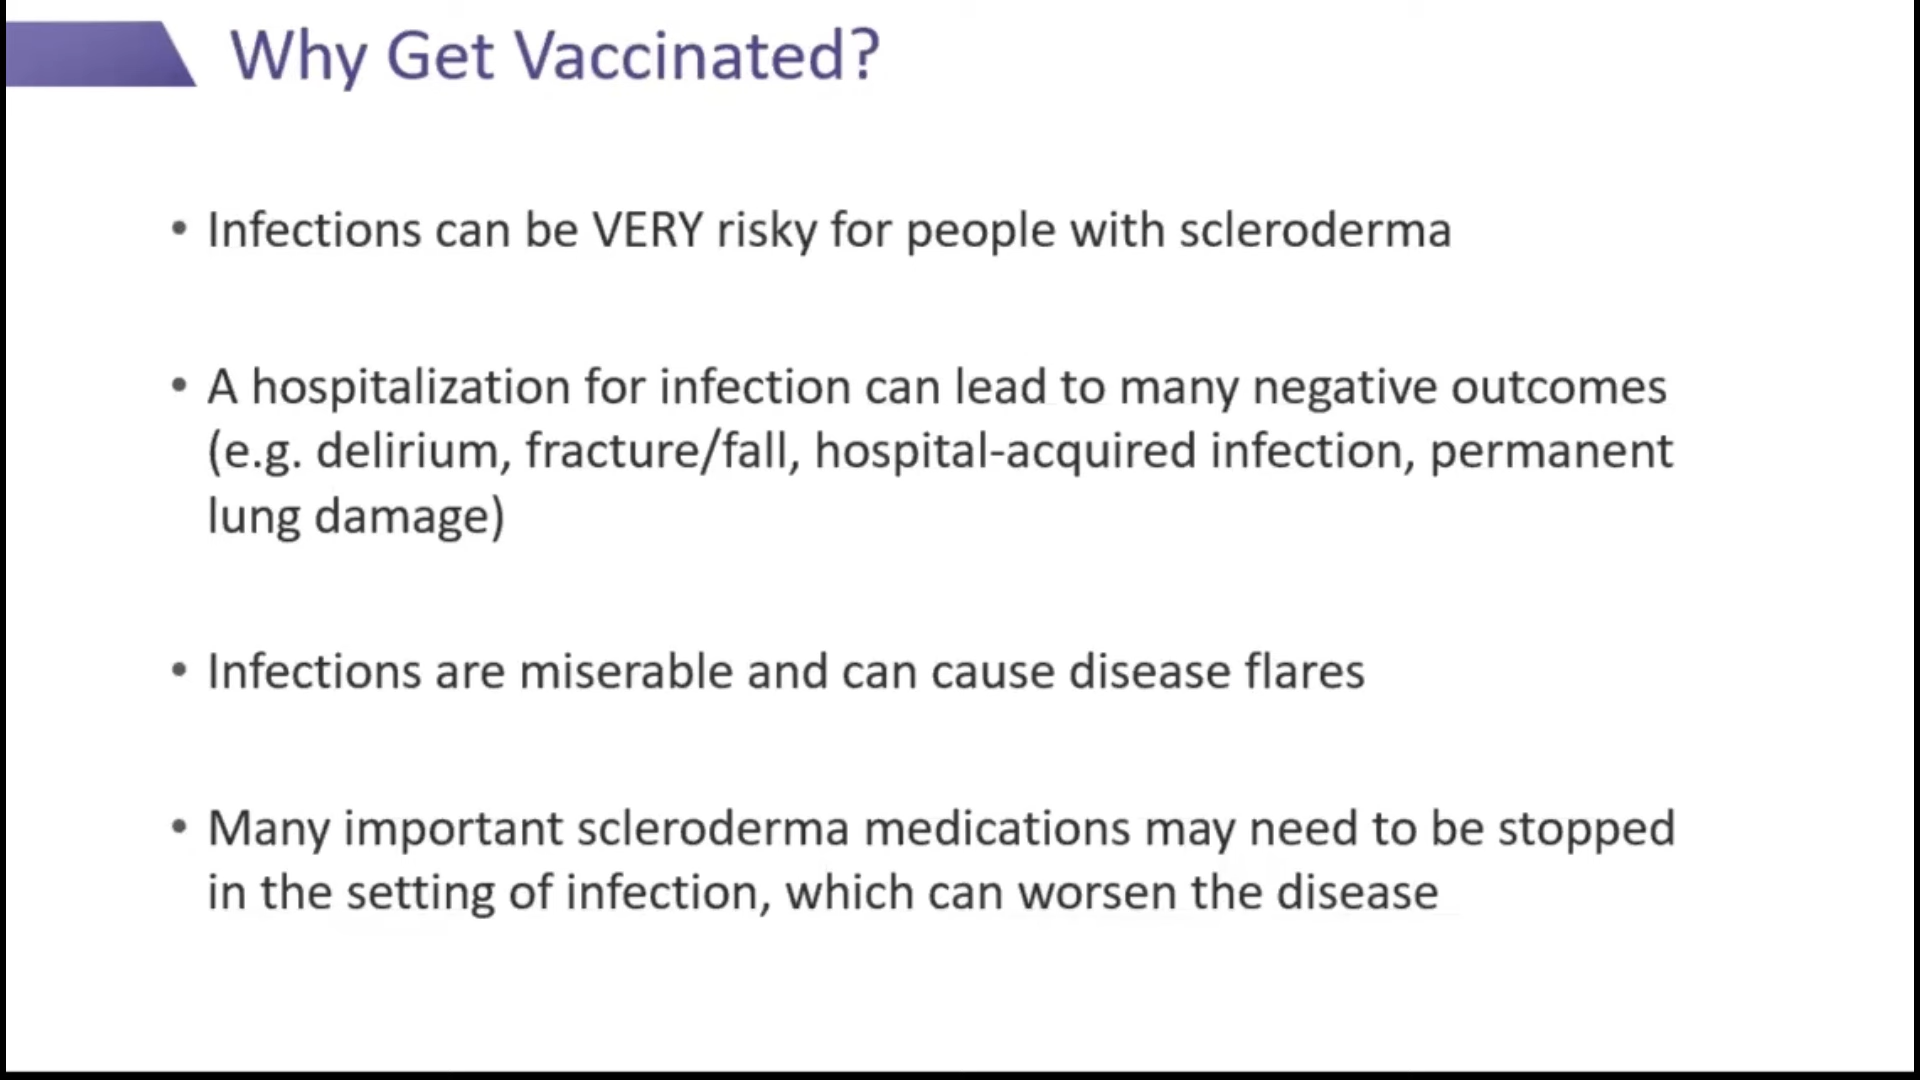 Why Get Vaccinated?
• Infections can be VERY risky for people with scleroderma
• A hospitalization for infection can lead to many negative outcomes
(e.g. delirium, fracture/fall, hospital-acquired infection, permanent
lung damage)
• Infections are miserable and can cause disease flares
• Many important scleroderma medications may need to be stopped
in the setting of infection, which can worsen the disease